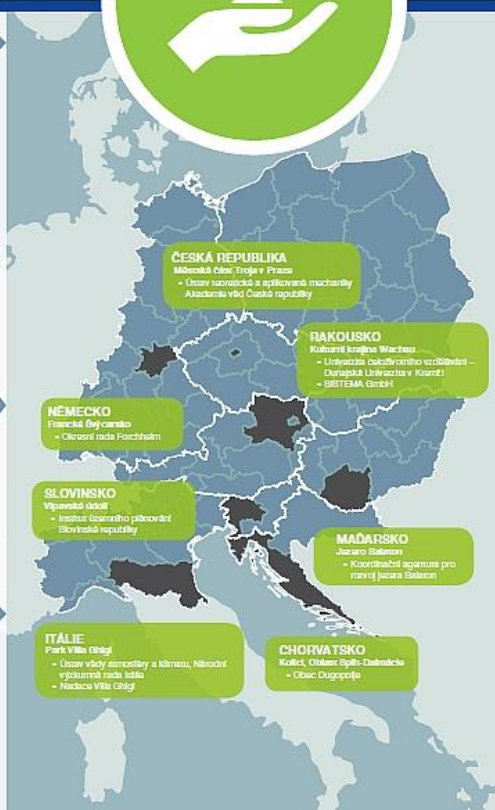 ČESKÁ REPUBLIKA
Městská část Troja v Praze
- Ústav teoretické a aplikované mechaniky
Akademie věd České republiky
RAKOUSKO
Kulturní krajina Wachau
- Univerzita celoživotního vzdělávání –
Dunajská Univerzita v Kremži
- SISTEMA GmbH
NĚMECKO
Francké Švýcarsko
- Okresní rada Forchheim
SLOVINSKO
Vipavské údolí
- Institut územního plánování
Slovinské republiky
MAĎARSKO
Jezero Balaton
- Koordinační agentura pro
rozvoj jezera Balaton
ITÁLIE
Park Villa Ghigi
- Ústav vědy atmosféry a klimatu, Národní
výzkumná rada Itálie
- Nadace Villa Ghigi
CHORVATSKO
Kotlci, Oblast Split-Dalmácie
- Obec Dugopolje